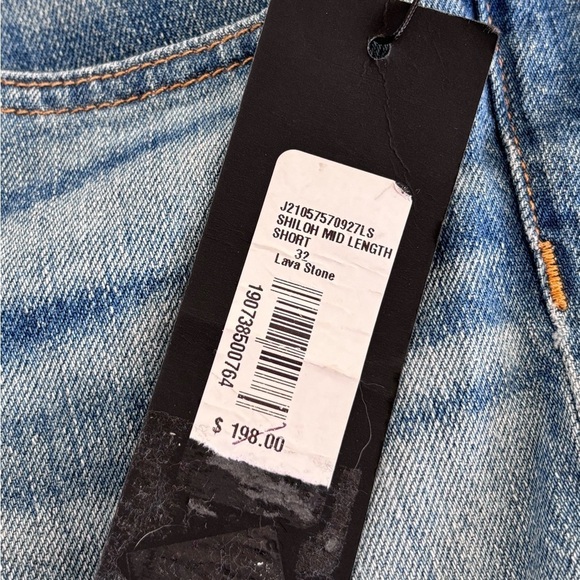 J21057570927LS
SHILOH MID LENGTH
SHORT
32
Lava Stone
190738500764
$ 198.00